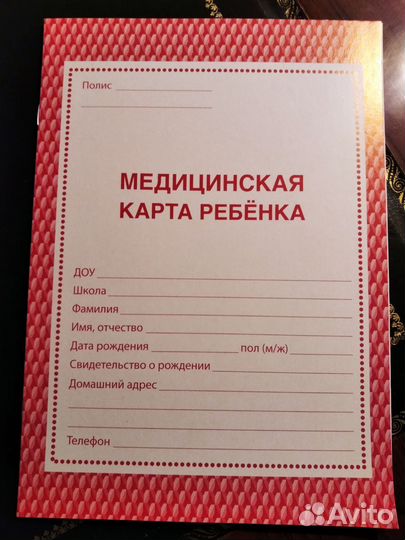 Полис
МЕДИЦИНСКАЯ
КАРТА РЕБЁНКА
ДОУ
Школа
Фамилия
Имя, отчество
Дата рождения пол (м/ж)
Свидетельство о рождении
Домашний адрес
Телефон
Avito